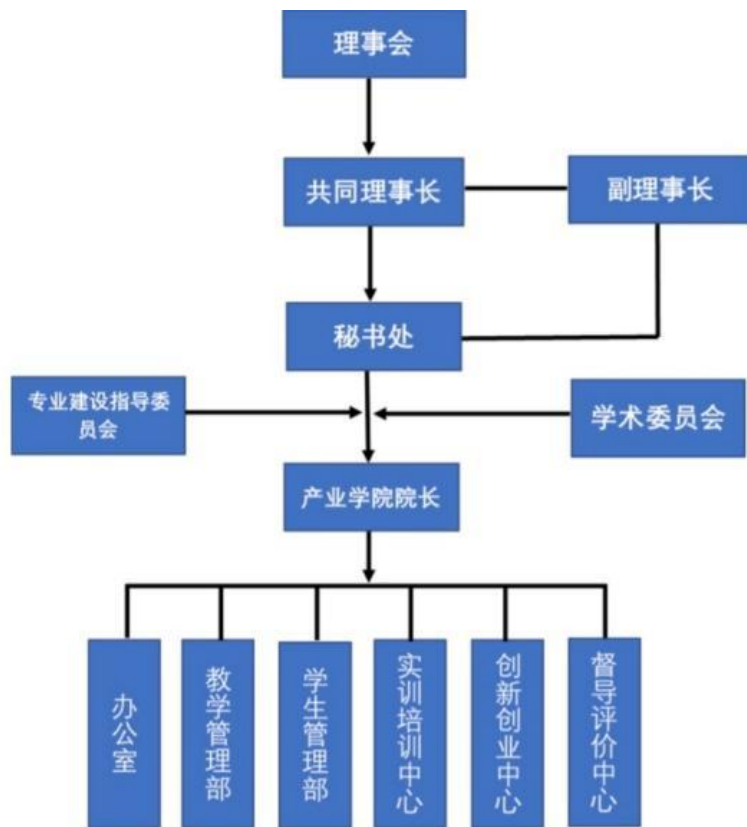 理事会
共同理事长
副理事长
秘书处
专业建设指导委
员会
学术委员会
产业学院院长
办公室
教学管理部
学生管理部
实训培训中心
创新创业中心
督导评价中心